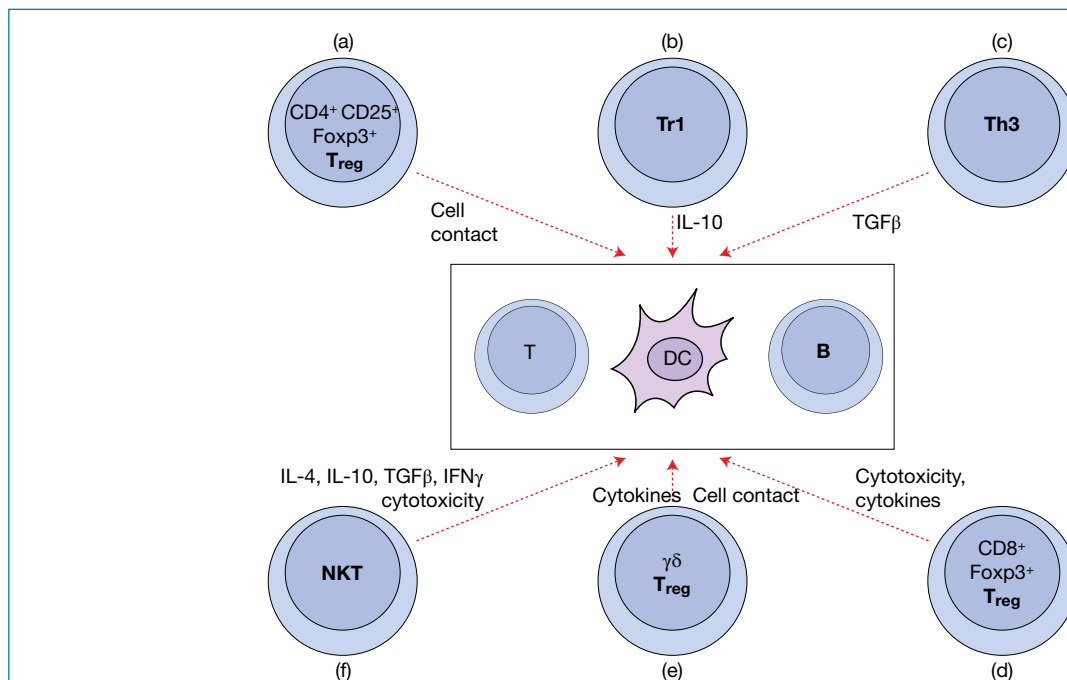 (a)
(b)
(c)
CD4⁺ CD25⁺
Foxp3⁺
Treg
Tr1
Th3
Cell
contact
IL-10
TGFβ
T
DC
B
IL-4, IL-10, TGFβ, IFNγ
cytotoxicity
Cytokines
Cell contact
Cytotoxicity,
cytokines
NKT
γδ
Treg
CD8⁺
Foxp3⁺
Treg
(f)
(e)
(d)